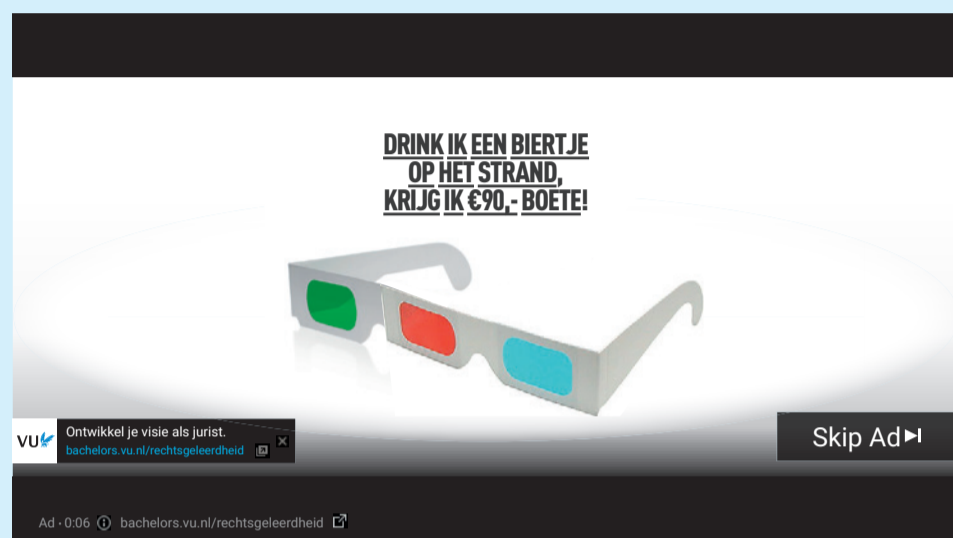 DRINK IK EEN BIERTJE
OP HET STRAND,
KRIJG IK €90,- BOETE!
VU
Ontwikkel je visie als jurist.
bachelors.vu.nl/rechtsgeleerdheid
Skip Ad
Ad · 0:06 bachelors.vu.nl/rechtsgeleerdheid